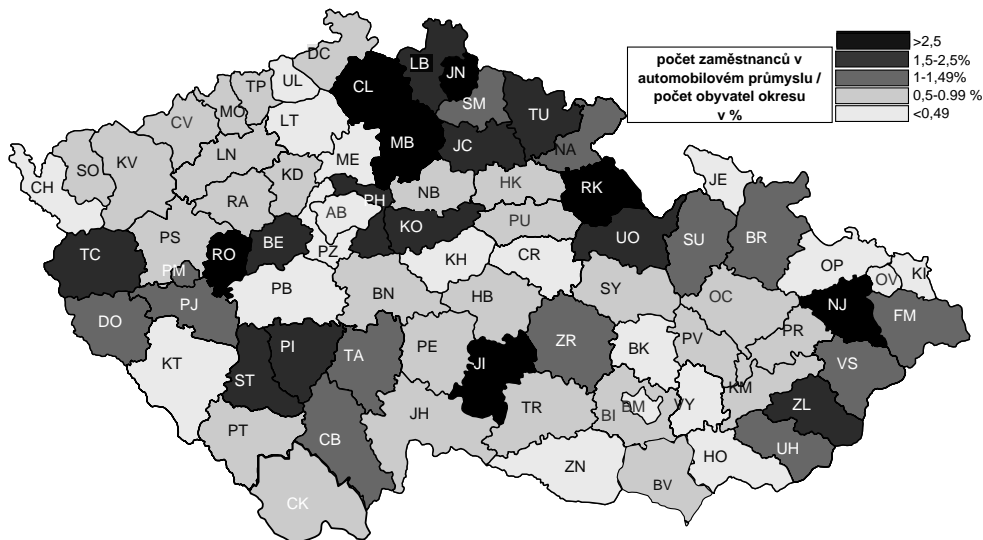 počet zaměstnanců v
automobilovém průmyslu /
počet obyvatel okresu
v %
>2,5
1,5-2,5%
1-1,49%
0,5-0.99 %
<0,49
DC
LB
JN
UL
TP
CL
SM
MO
TU
LT
CV
MB
JC
NA
LN
ME
SO
KV
CH
KD
NB
HK
RK
JE
RA
PH
AB
PU
KO
UO
SU
BR
PS
BE
TC
RO
PZ
KH
CR
OP
KI
OV
PM
PB
BN
HB
SY
OC
NJ
PJ
FM
DO
PR
PI
TA
PE
JI
ZR
BK
PV
KT
VS
ST
KM
JH
TR
BI
BM
VY
ZL
PT
CB
UH
ZN
HO
BV
CK